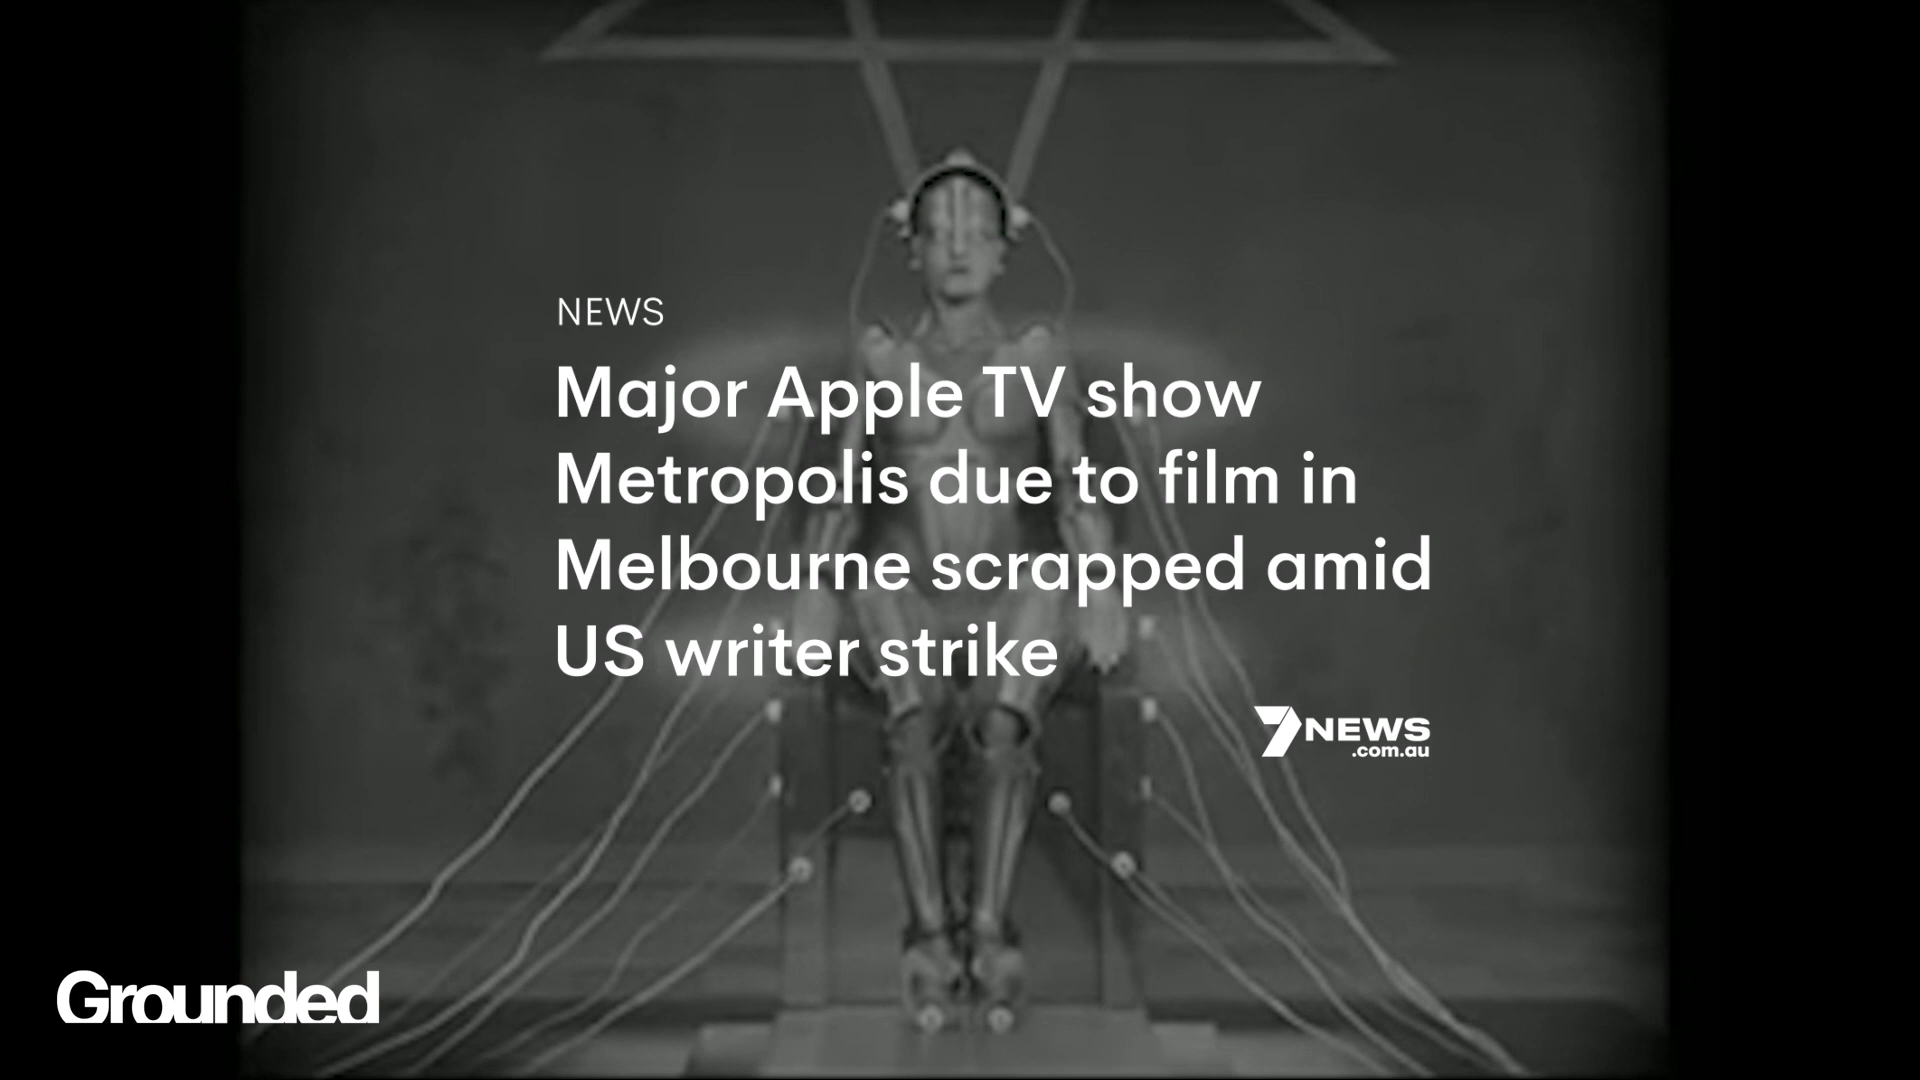 NEWS
Major Apple TV show
Metropolis due to film in
Melbourne scrapped amid
US writer strike
7NEWS
.com.au
Grounded